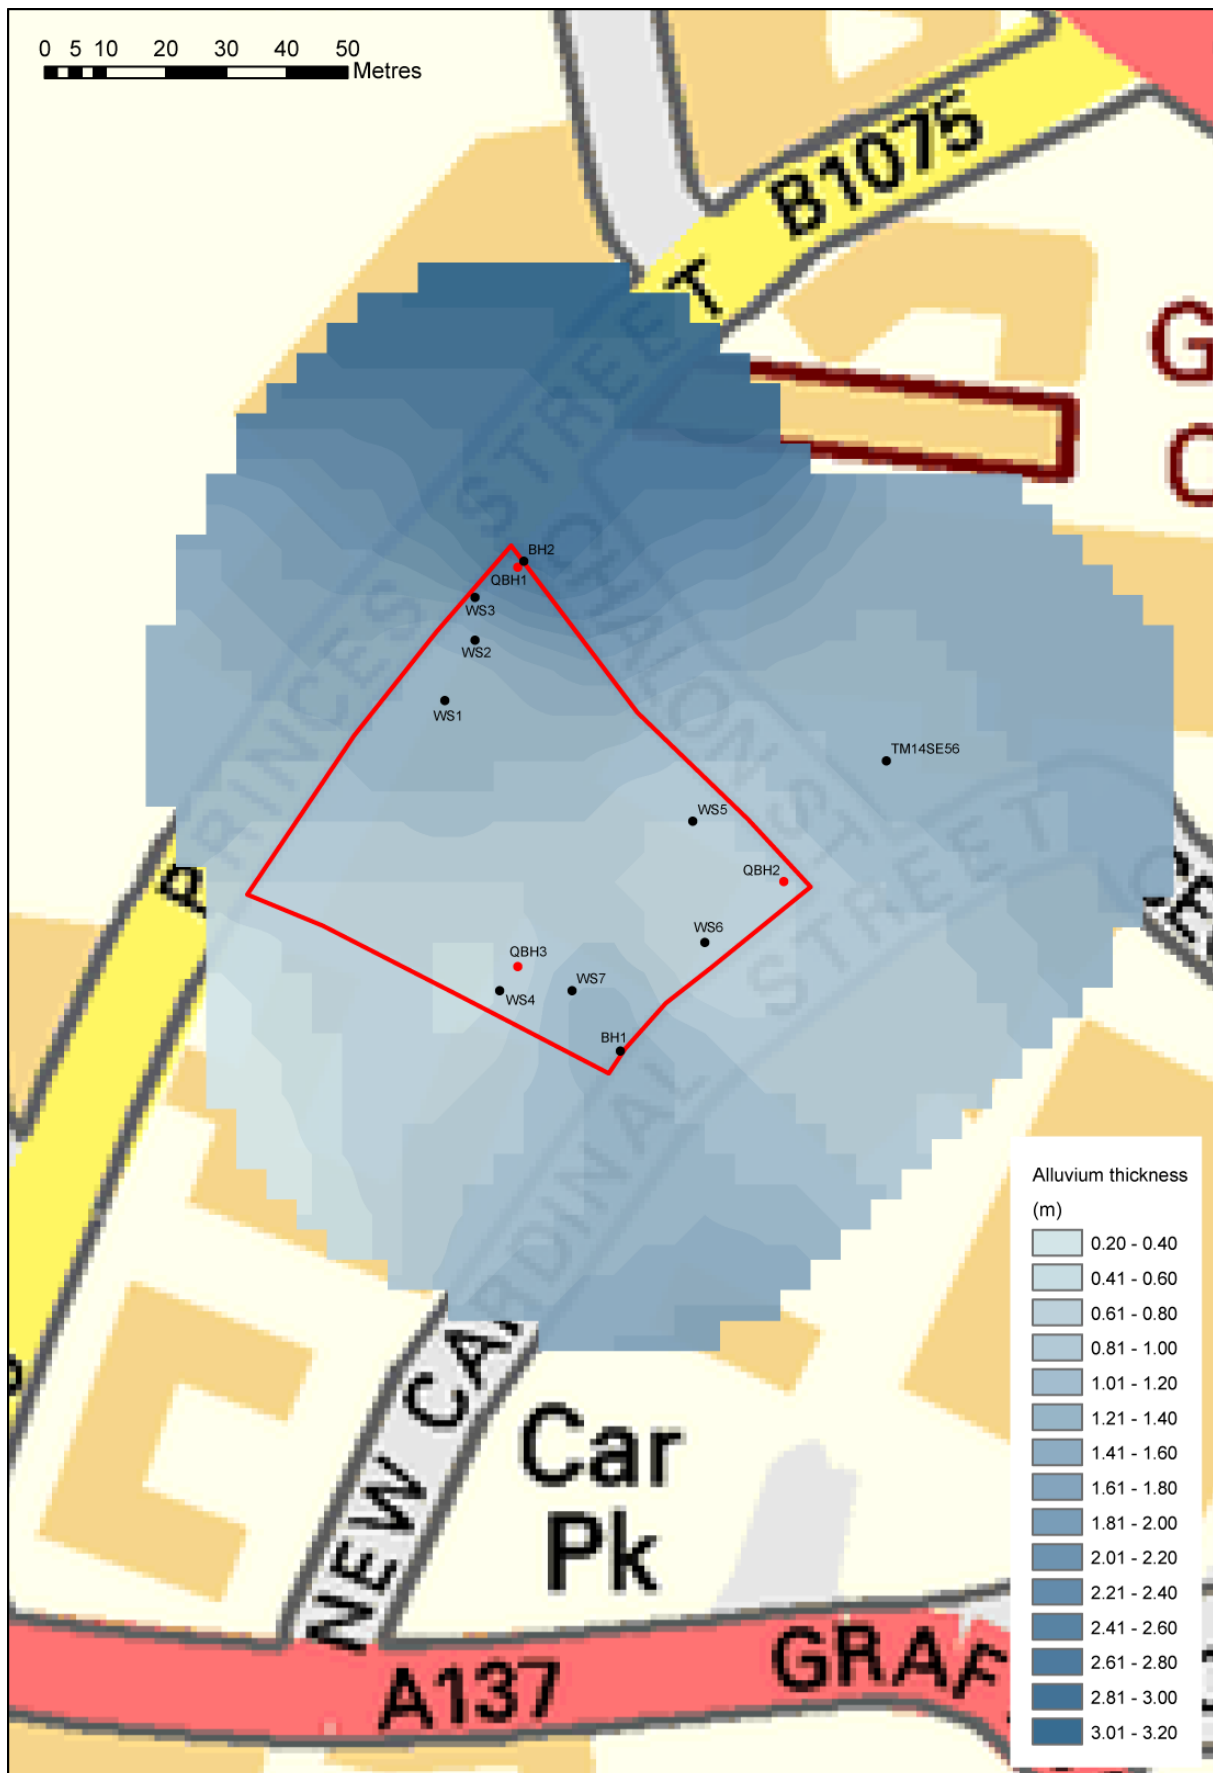 0 5 10 20 30 40 50
Metres
B1075
T
G
C
PRINCES STREET
CHALON STREET
BH2
QBH1
WS3
WS2
WS1
TM14SE56
WS5
QBH2
WS6
QBH3
WS7
WS4
BH1
STREET
NEW CARDINAL STREET
Car
Pk
A137
GRAF
Alluvium thickness
(m)
0.20 - 0.40
0.41 - 0.60
0.61 - 0.80
0.81 - 1.00
1.01 - 1.20
1.21 - 1.40
1.41 - 1.60
1.61 - 1.80
1.81 - 2.00
2.01 - 2.20
2.21 - 2.40
2.41 - 2.60
2.61 - 2.80
2.81 - 3.00
3.01 - 3.20